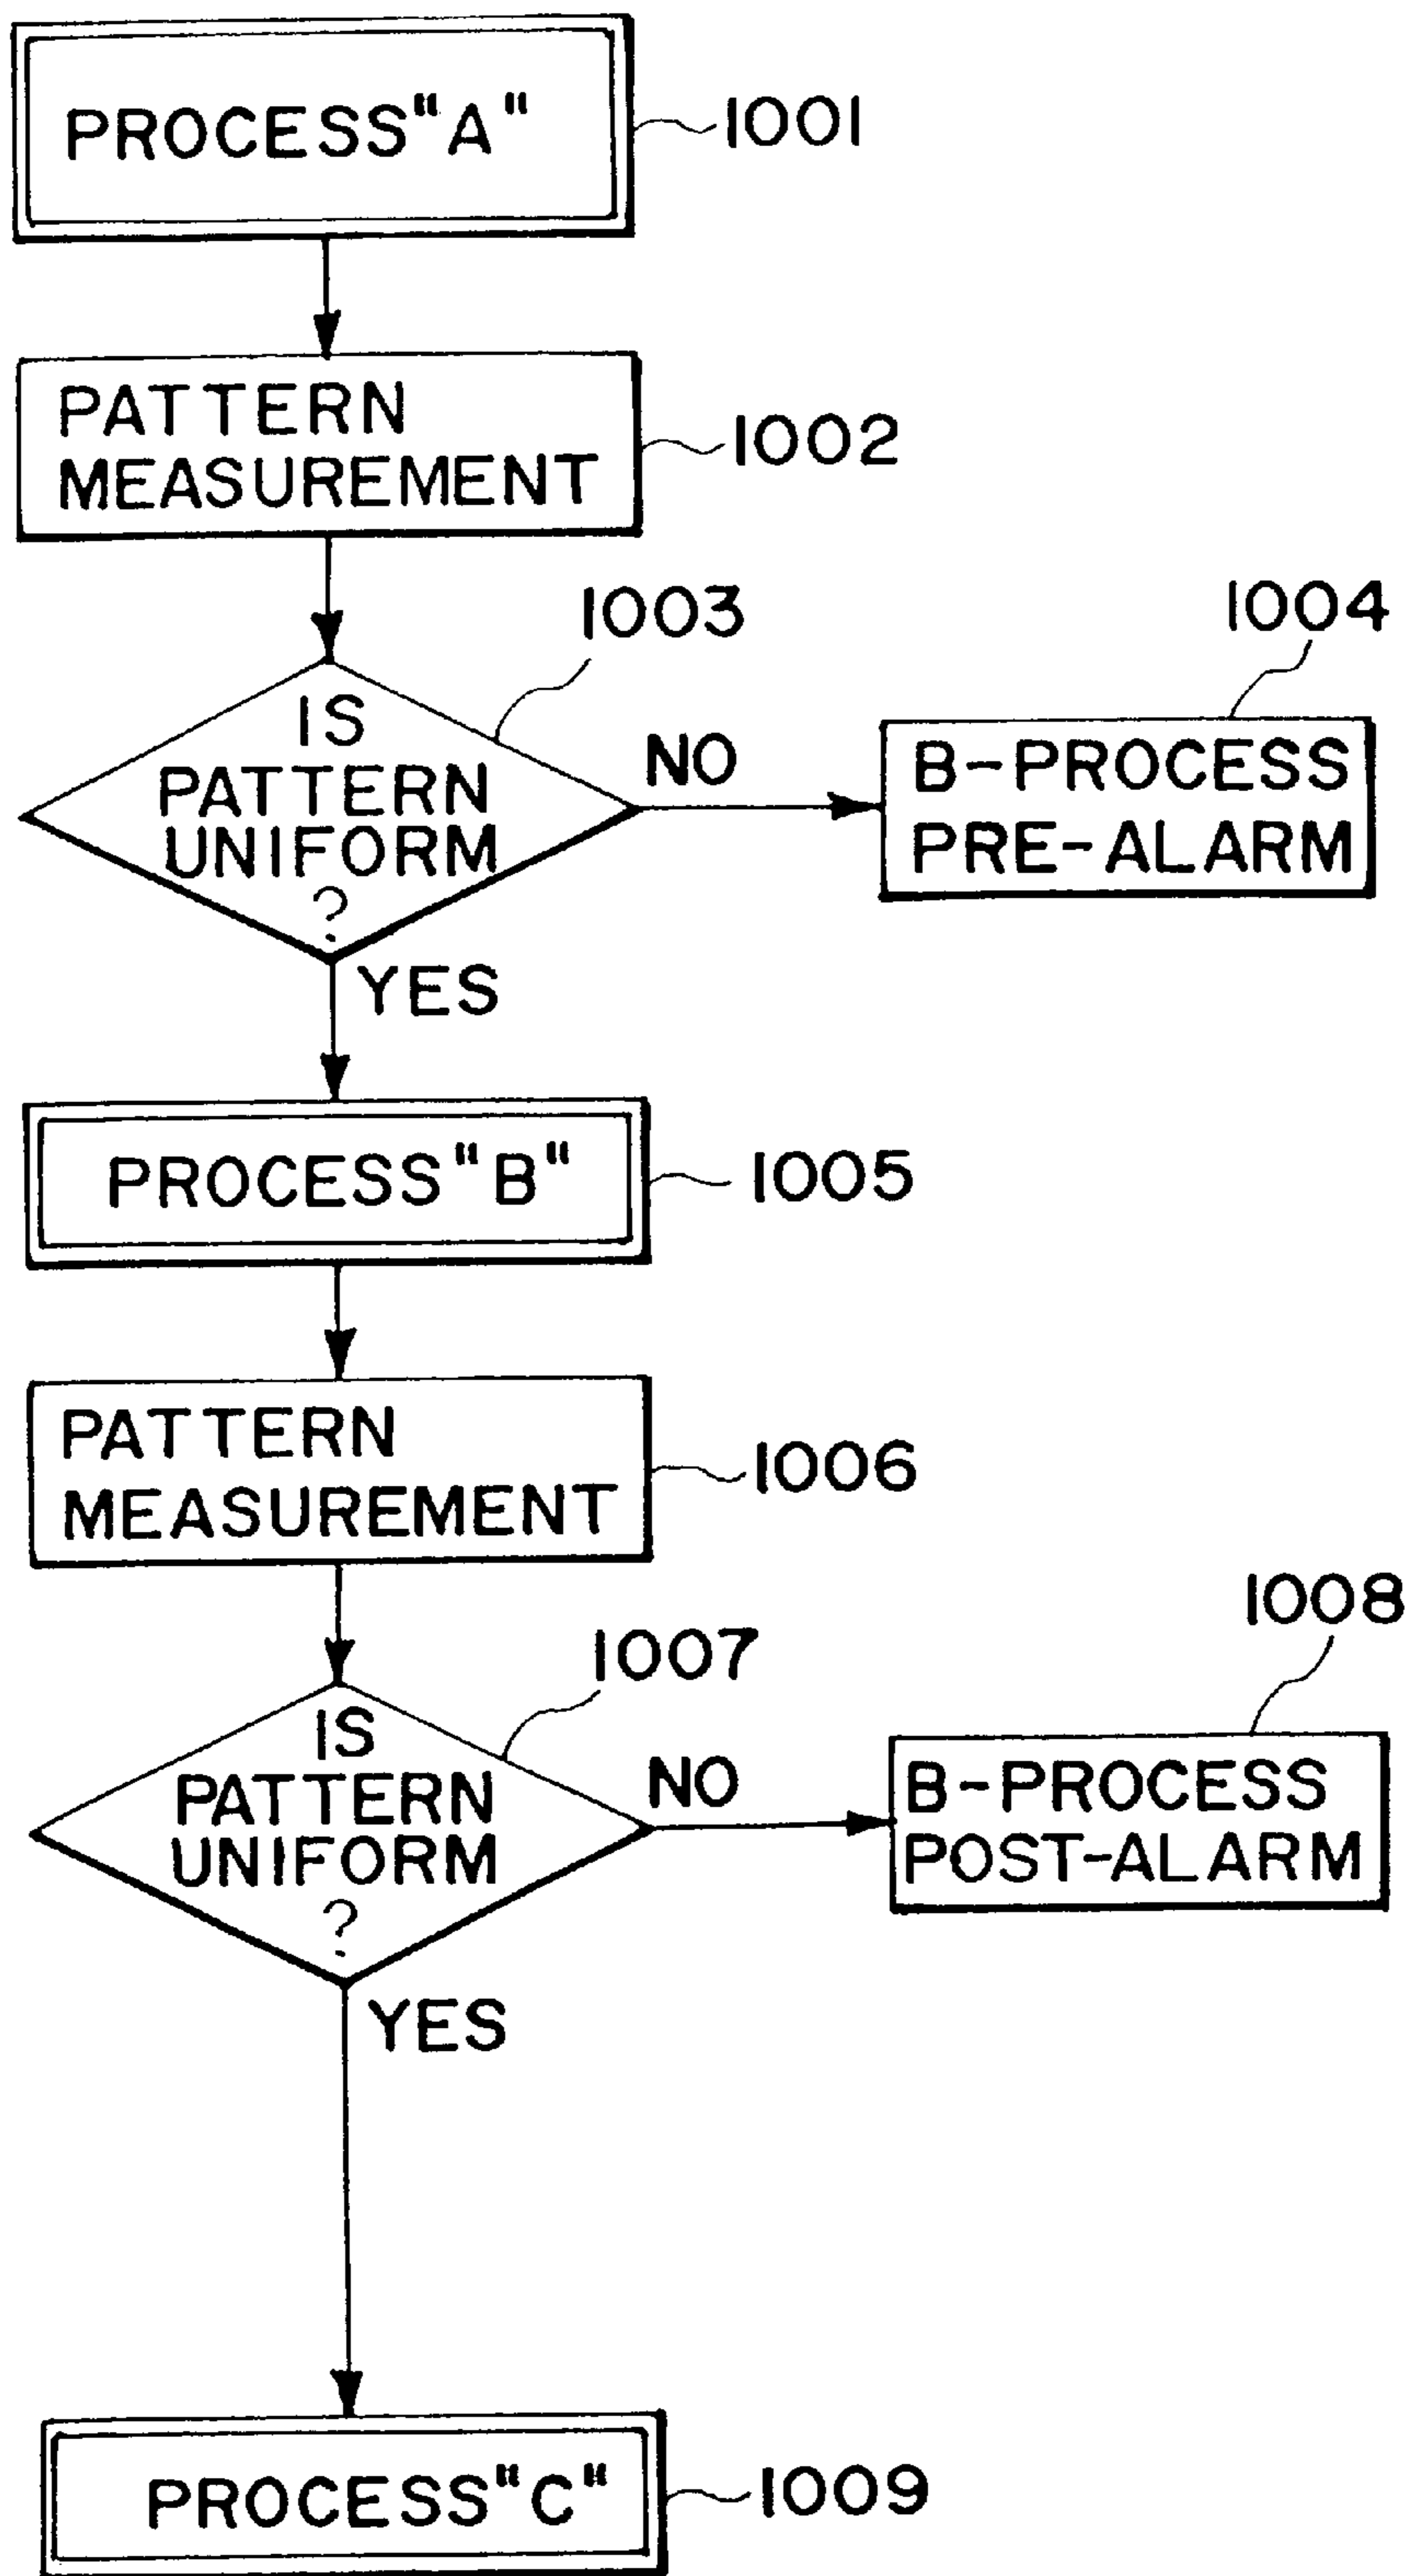 PROCESS "A"
1001
PATTERN
MEASUREMENT
1002
1003
IS
PATTERN
UNIFORM
?
NO
1004
B-PROCESS
PRE-ALARM
YES
PROCESS "B"
1005
PATTERN
MEASUREMENT
1006
1007
IS
PATTERN
UNIFORM
?
NO
1008
B-PROCESS
POST-ALARM
YES
PROCESS "C"
1009